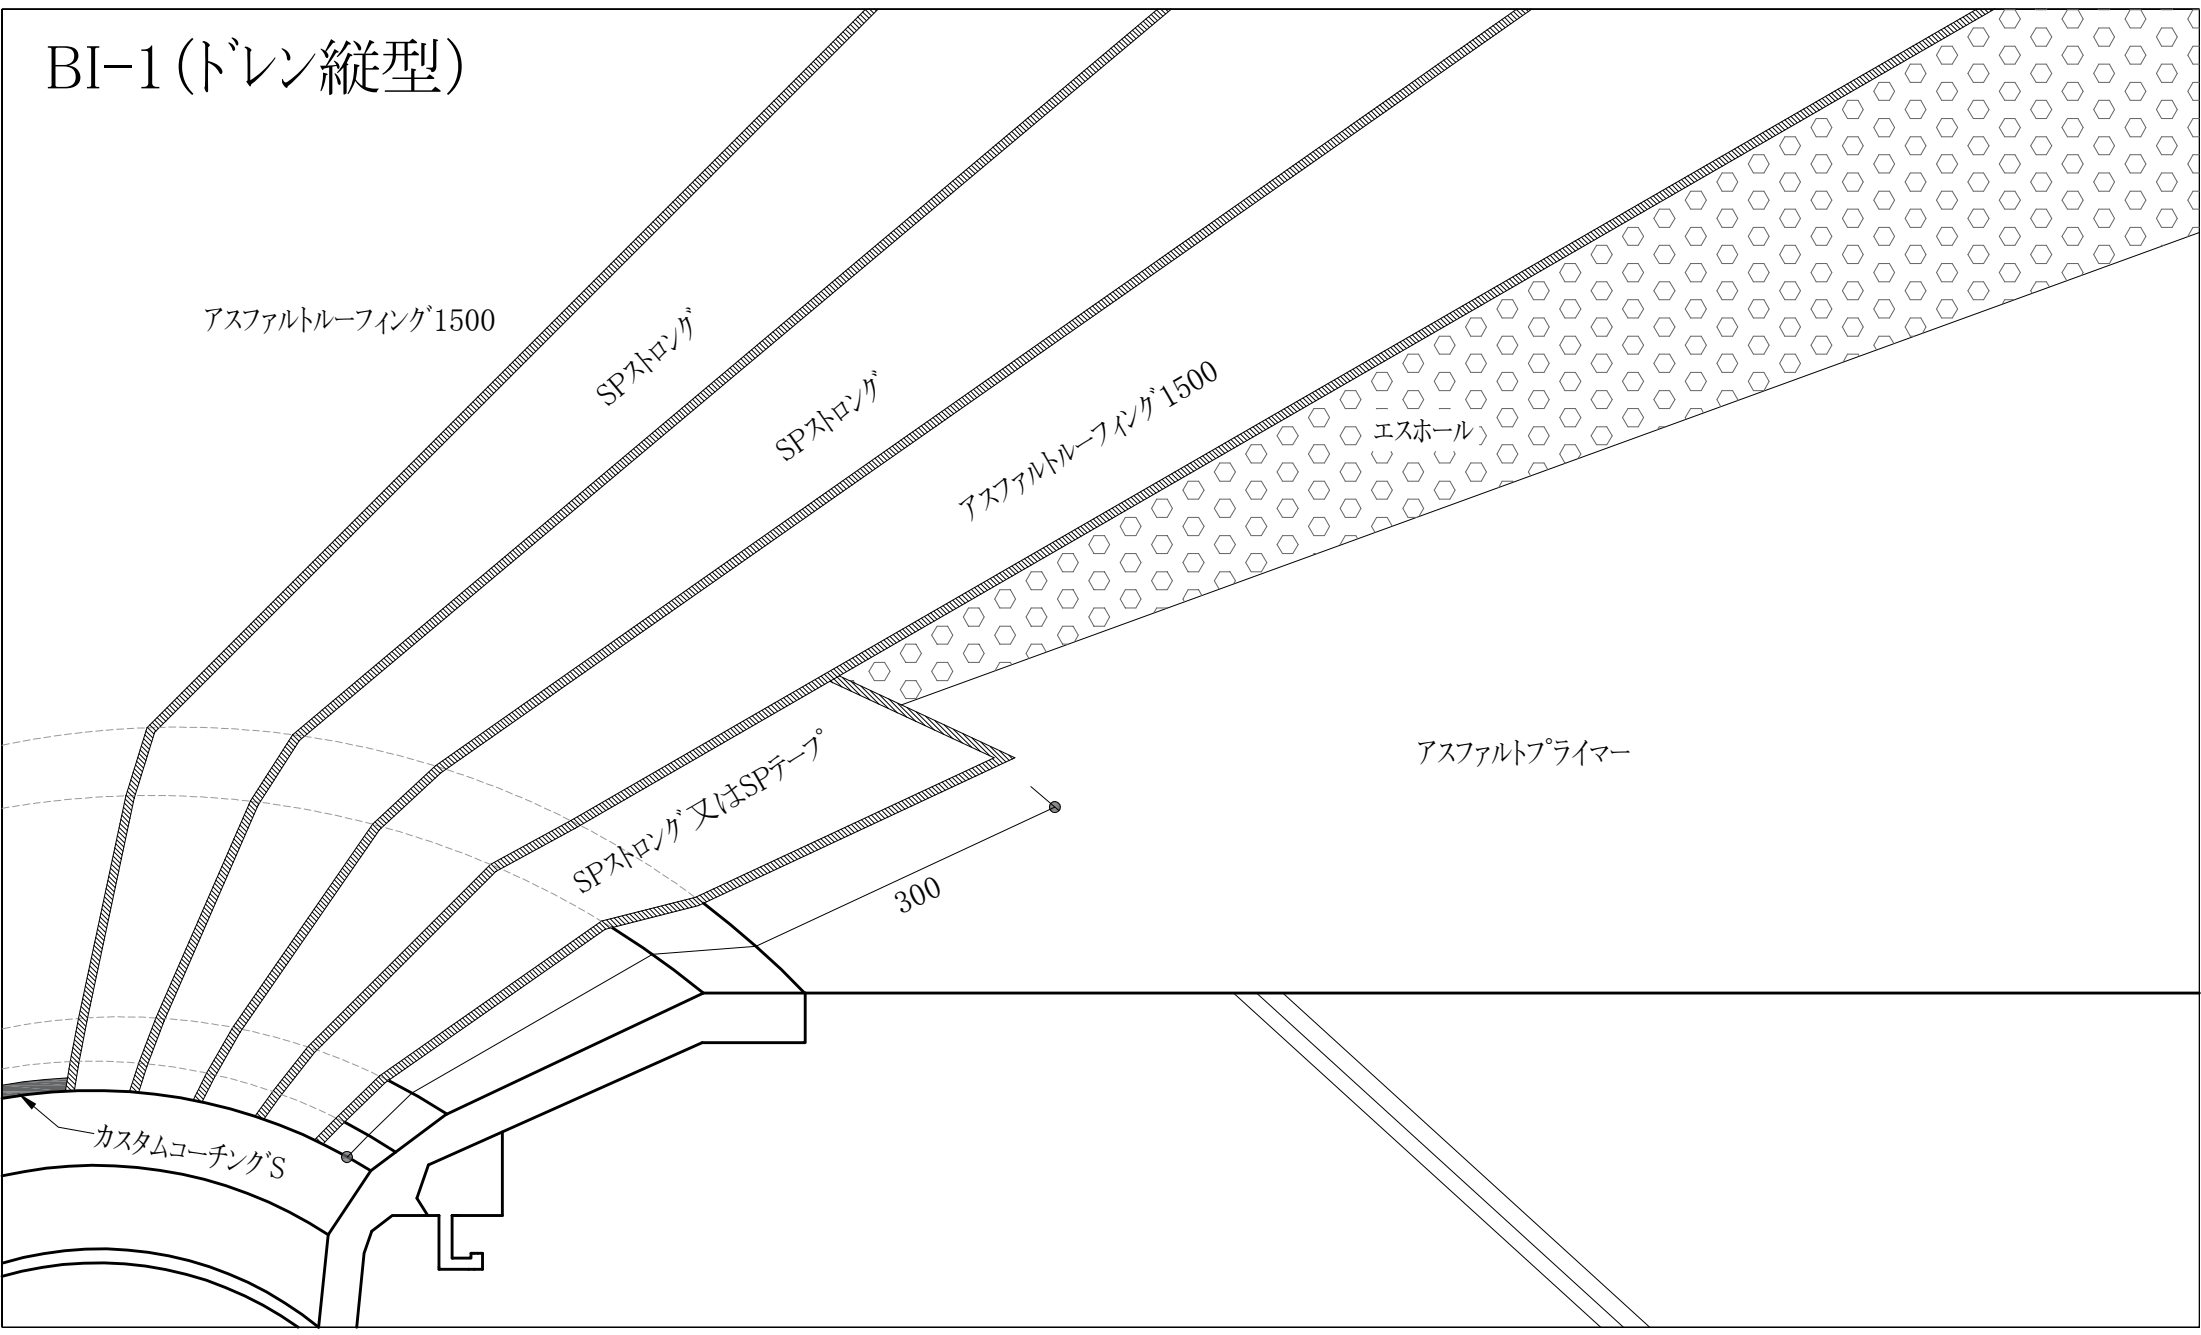 BI-1(ドレン縦型)
アスファルトルーフィング1500
SPストロング
SPストロング
アスファルトルーフィング1500
エスホール
SPストロング又はSPテープ
アスファルトプライマー
300
カスタムコーチングS